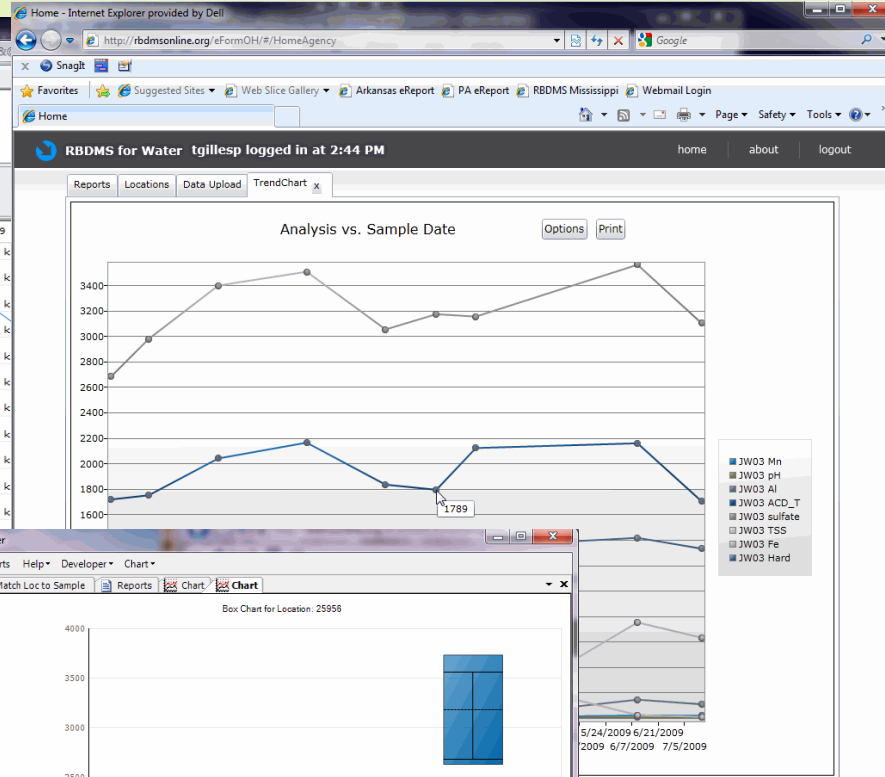 Home - Internet Explorer provided by Dell
http://rbdmsonline.org/eFormOH/#/HomeAgency
Google
x SnagIt
Favorites Suggested Sites Web Slice Gallery Arkansas eReport PA eReport RBDMS Mississippi Webmail Login
Home Page Safety Tools
RBDMS for Water tgillesp logged in at 2:44 PM home about logout
Reports Locations Data Upload TrendChart x
Analysis vs. Sample Date Options Print
3400
3200
3000
2800
2600
2400
2200
2000
1800
1600
1789
JW03 Mn
JW03 pH
JW03 Al
JW03 ACD_T
JW03 sulfate
JW03 TSS
JW03 Fe
JW03 Hard
5/24/2009 6/21/2009
/2009 6/7/2009 7/5/2009
er
rts Help Developer Chart
Match Loc to Sample Reports Chart Chart
Box Chart for Location: 25956
4000
3500
3000
2500